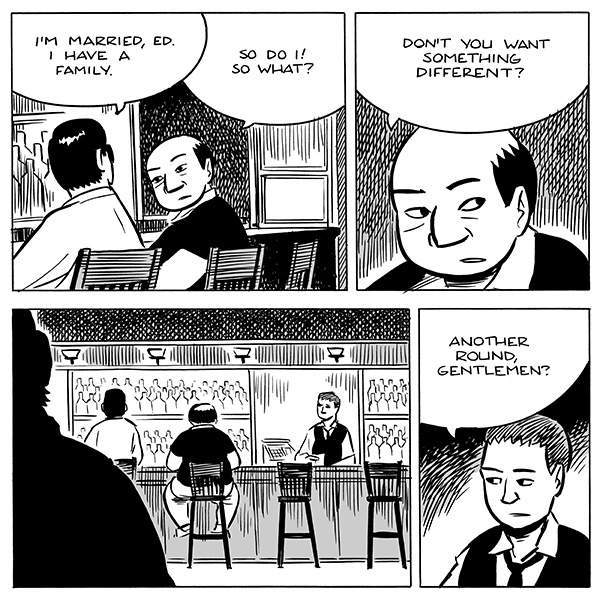 I'M MARRIED, ED.
I HAVE A
FAMILY.
SO DO I!
SO WHAT?
DON'T YOU WANT
SOMETHING
DIFFERENT?
ANOTHER
ROUND,
GENTLEMEN?